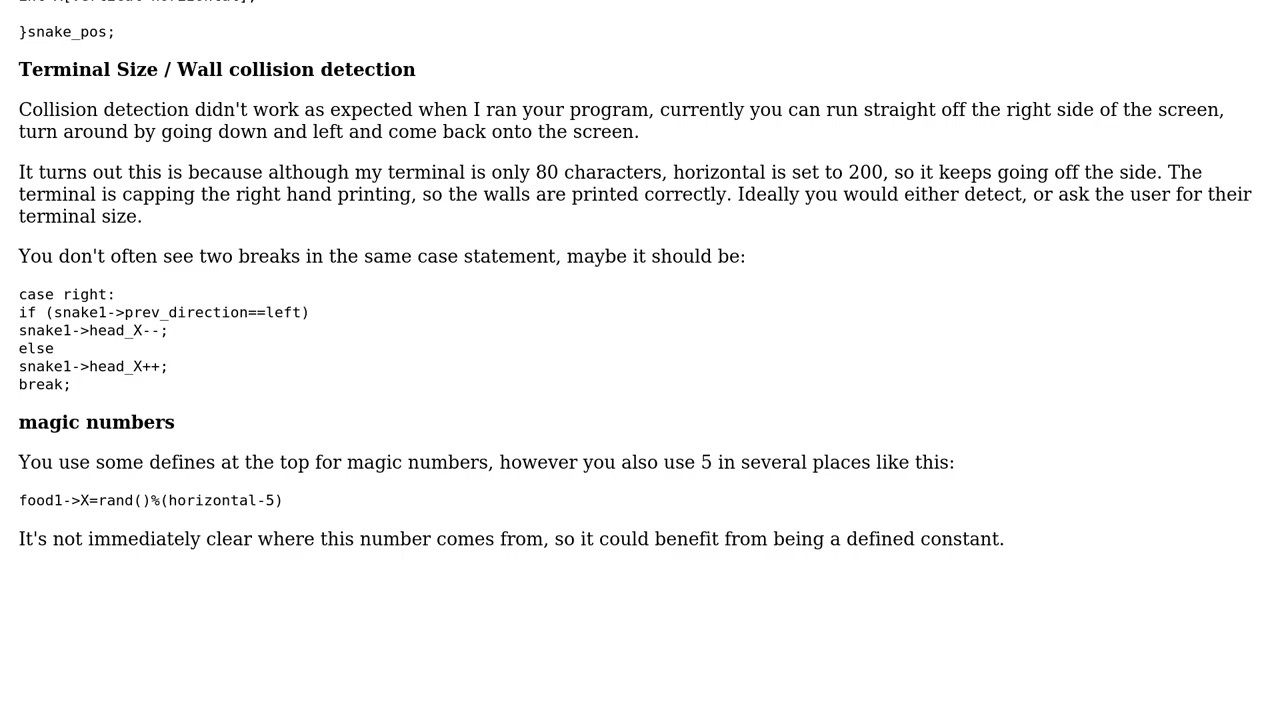 }snake_pos;
Terminal Size / Wall collision detection
Collision detection didn't work as expected when I ran your program, currently you can run straight off the right side of the screen,
turn around by going down and left and come back onto the screen.
It turns out this is because although my terminal is only 80 characters, horizontal is set to 200, so it keeps going off the side. The
terminal is capping the right hand printing, so the walls are printed correctly. Ideally you would either detect, or ask the user for their
terminal size.
You don't often see two breaks in the same case statement, maybe it should be:
case right:
if (snake1->prev_direction==left)
snake1->head_X--;
else
snake1->head_X++;
break;
magic numbers
You use some defines at the top for magic numbers, however you also use 5 in several places like this:
food1->X=rand()%(horizontal-5)
It's not immediately clear where this number comes from, so it could benefit from being a defined constant.